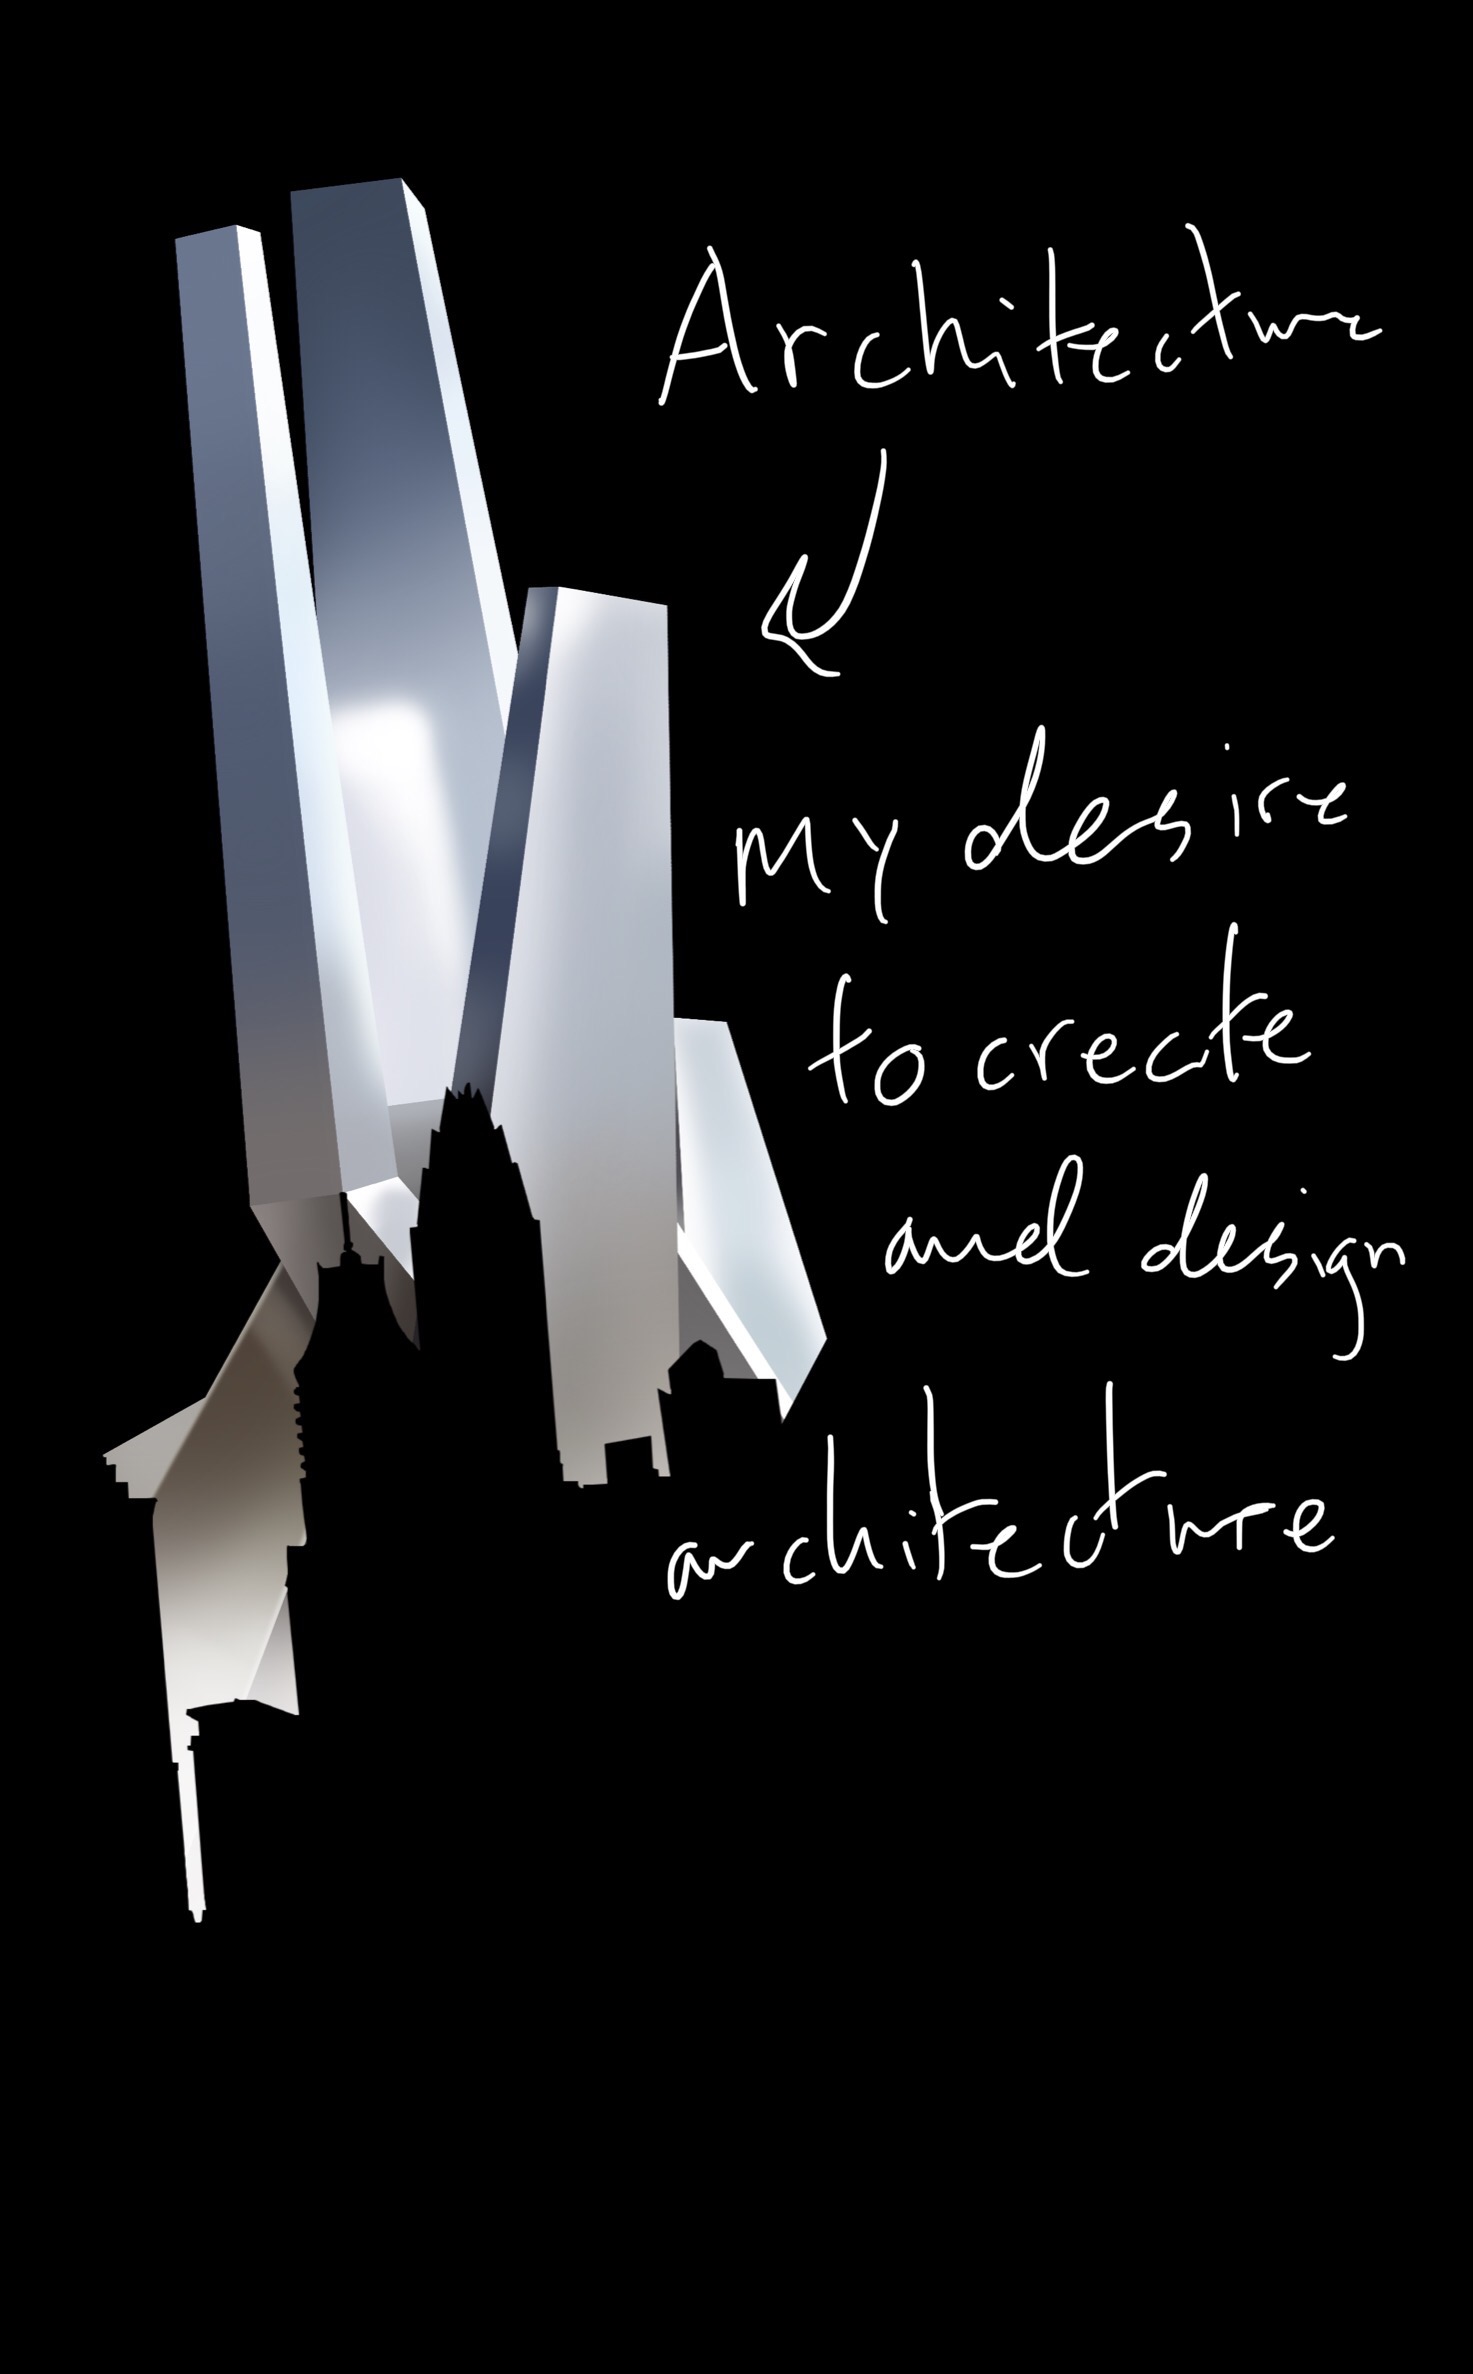 Architecture
my desire
to create
and design
architecture